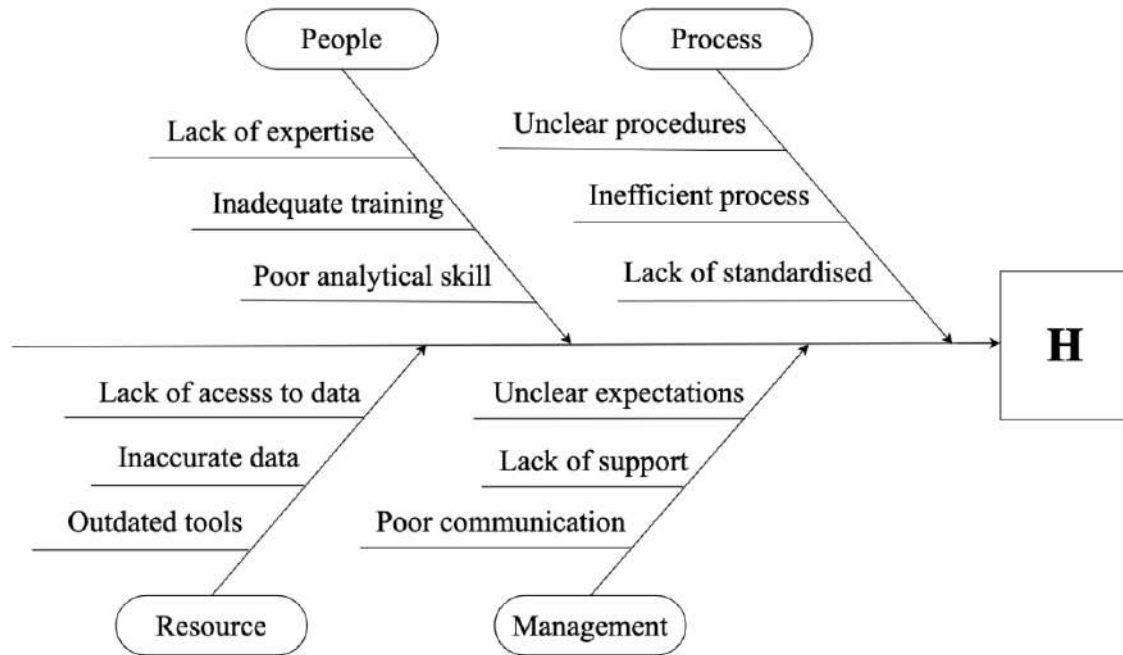 People
Process
Lack of expertise
Inadequate training
Poor analytical skill
Unclear procedures
Inefficient process
Lack of standardised
H
Lack of acesss to data
Inaccurate data
Outdated tools
Unclear expectations
Lack of support
Poor communication
Resource
Management